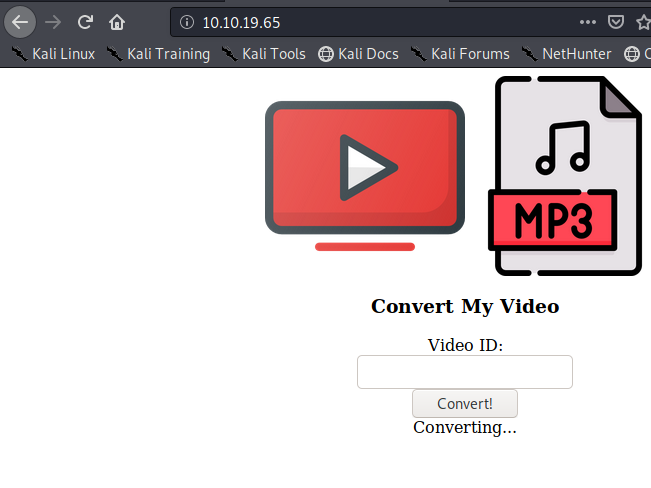 10.10.19.65
Kali Linux Kali Training Kali Tools Kali Docs Kali Forums NetHunter
MP3
Convert My Video
Video ID:
Convert!
Converting...